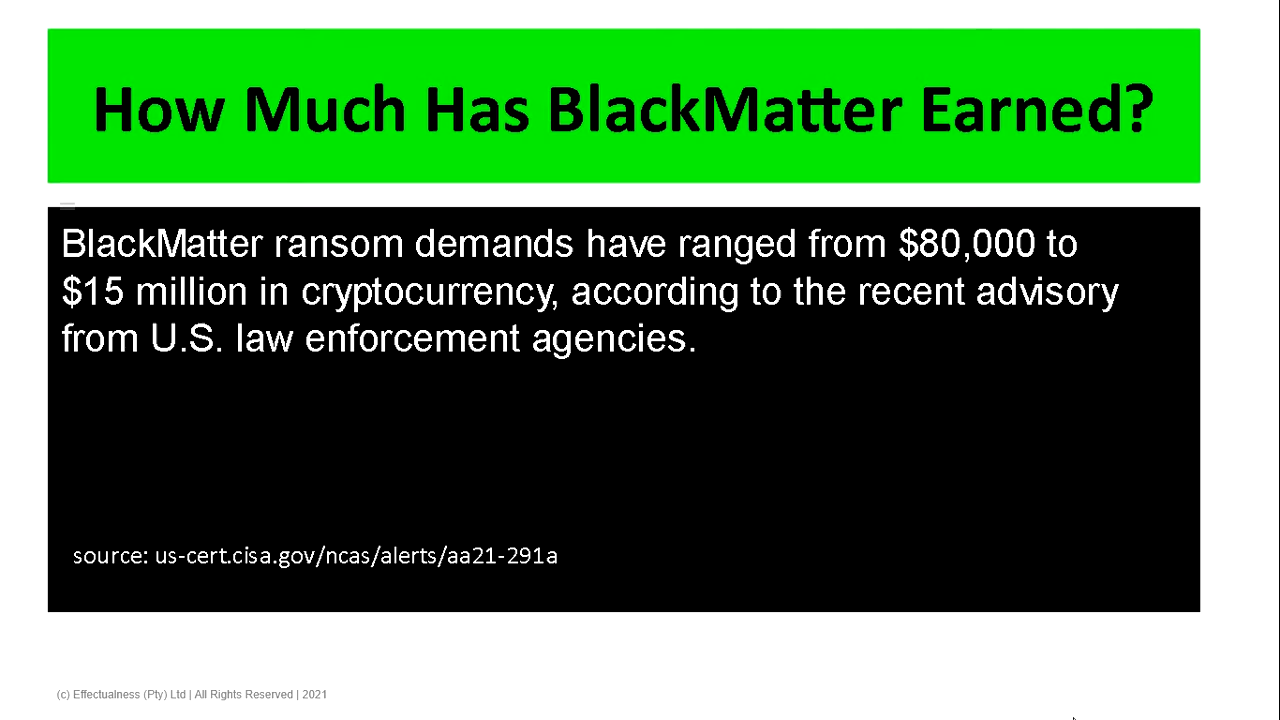 How Much Has BlackMatter Earned?
BlackMatter ransom demands have ranged from $80,000 to
$15 million in cryptocurrency, according to the recent advisory
from U.S. law enforcement agencies.
source: us-cert.cisa.gov/ncas/alerts/aa21-291a
(c) Effectualness (Pty) Ltd | All Rights Reserved | 2021